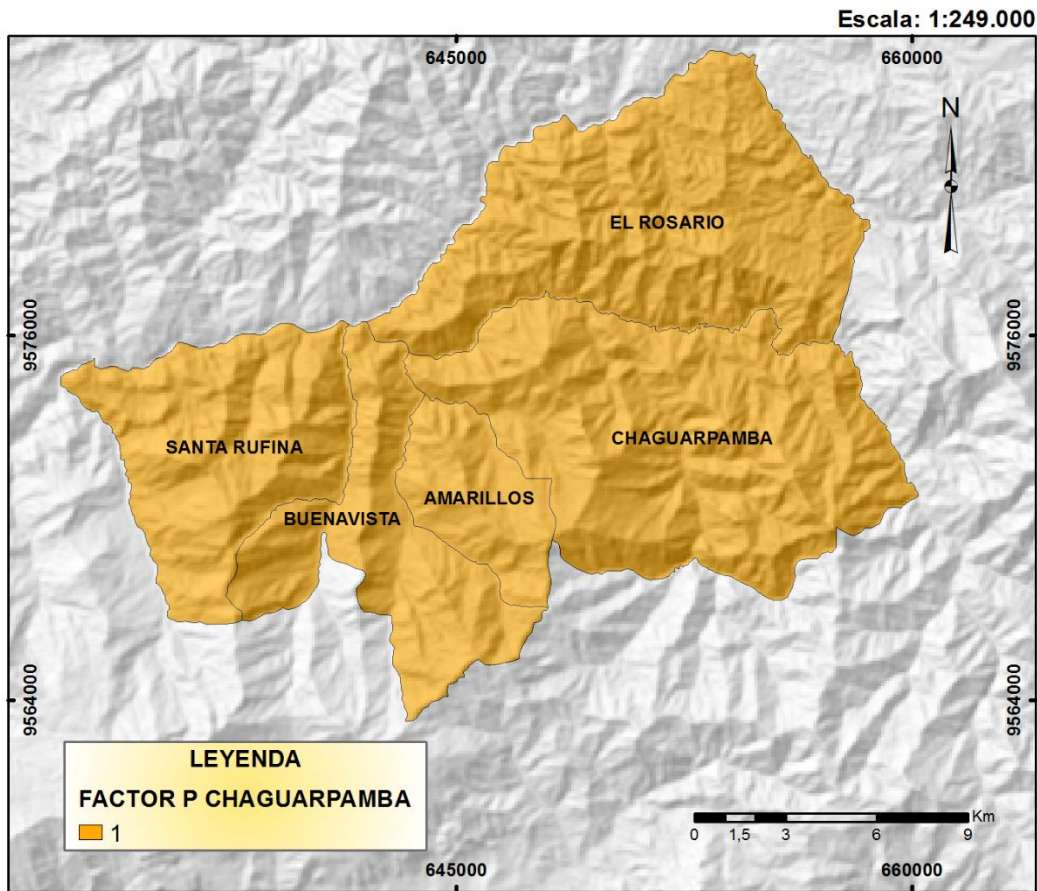 Escala: 1:249.000
645000
660000
N
EL ROSARIO
9576000
9576000
CHAGUARPAMBA
SANTA RUFINA
AMARILLOS
BUENAVISTA
9564000
9564000
LEYENDA
FACTOR P CHAGUARPAMBA
1
Km
0 1,5 3 6 9
645000
660000